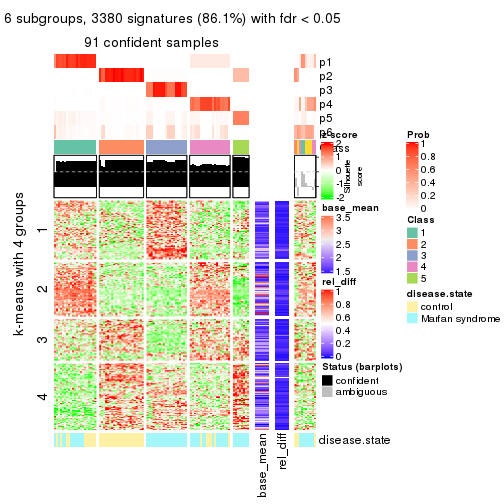 6 subgroups, 3380 signatures (86.1%) with fdr < 0.05
91 confident samples
p1
p2
p3
p4
p5
p6
z-score
2
1
0
-1
-2
Silhouette
score
Prob
1
0.8
0.6
0.4
0.2
0
Class
1
2
3
4
5
disease.state
control
Marfan syndrome
base_mean
3.5
3
2.5
2
1.5
rel_diff
1
0.8
0.6
0.4
0.2
0
Status (barplots)
confident
ambiguous
k-means with 4 groups
1
2
3
4
disease.state
base_mean
rel_diff